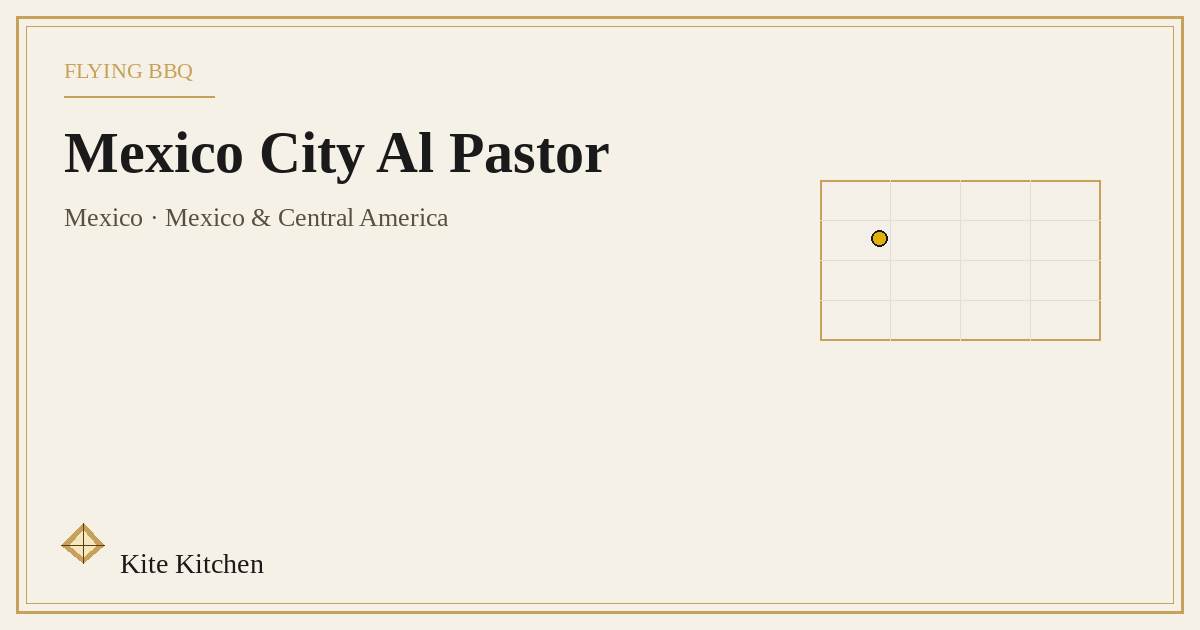 FLYING BBQ
Mexico City Al Pastor
Mexico · Mexico & Central America
Kite Kitchen